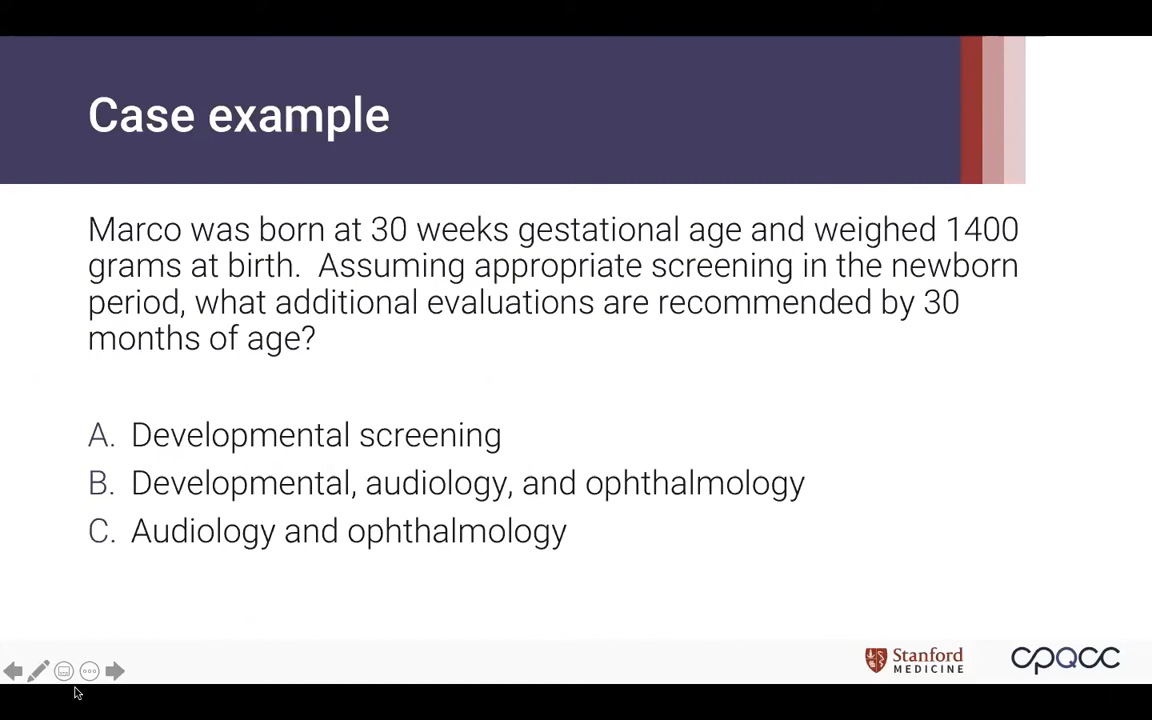 Case example
Marco was born at 30 weeks gestational age and weighed 1400
grams at birth.  Assuming appropriate screening in the newborn
period, what additional evaluations are recommended by 30
months of age?
A. Developmental screening
B. Developmental, audiology, and ophthalmology
C. Audiology and ophthalmology
Stanford
MEDICINE
cpqcc